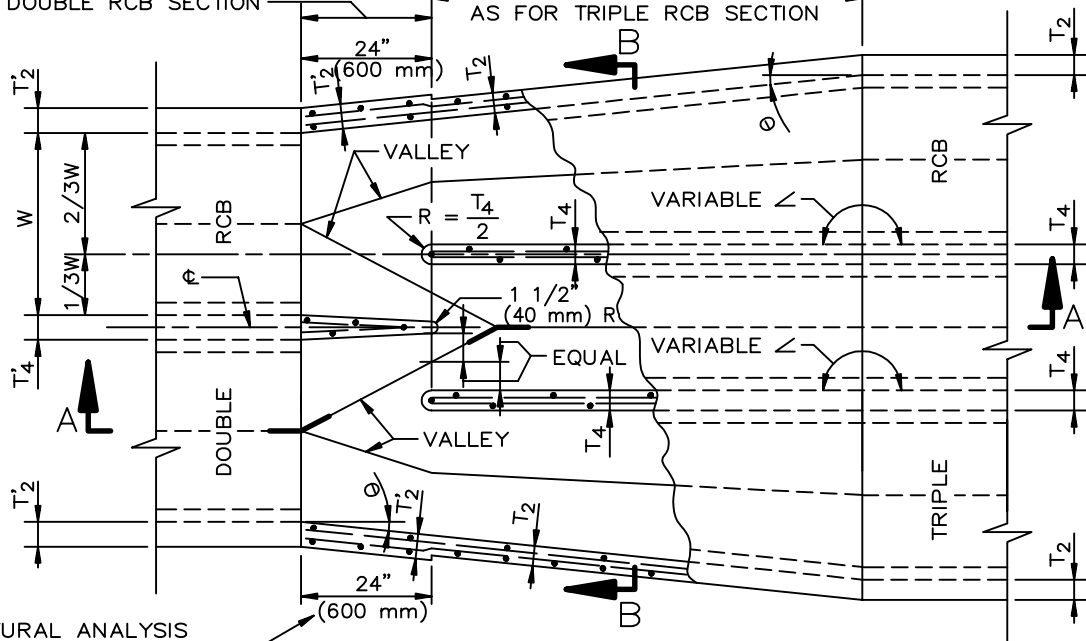 DOUBLE RCB SECTION
AS FOR TRIPLE RCB SECTION
24"
(600 mm)
B
T'2
T'2
T2
T2
θ
VALLEY
W
2/3W
1/3W
RCB
RCB
R = T4/2
T4
VARIABLE ∠
T4
℄
1 1/2"
(40 mm) R
EQUAL
VARIABLE ∠
A
T'4
T4
A
DOUBLE
VALLEY
T4
TRIPLE
T'2
θ
T'2
T2
T2
24"
(600 mm)
B
URAL ANALYSIS